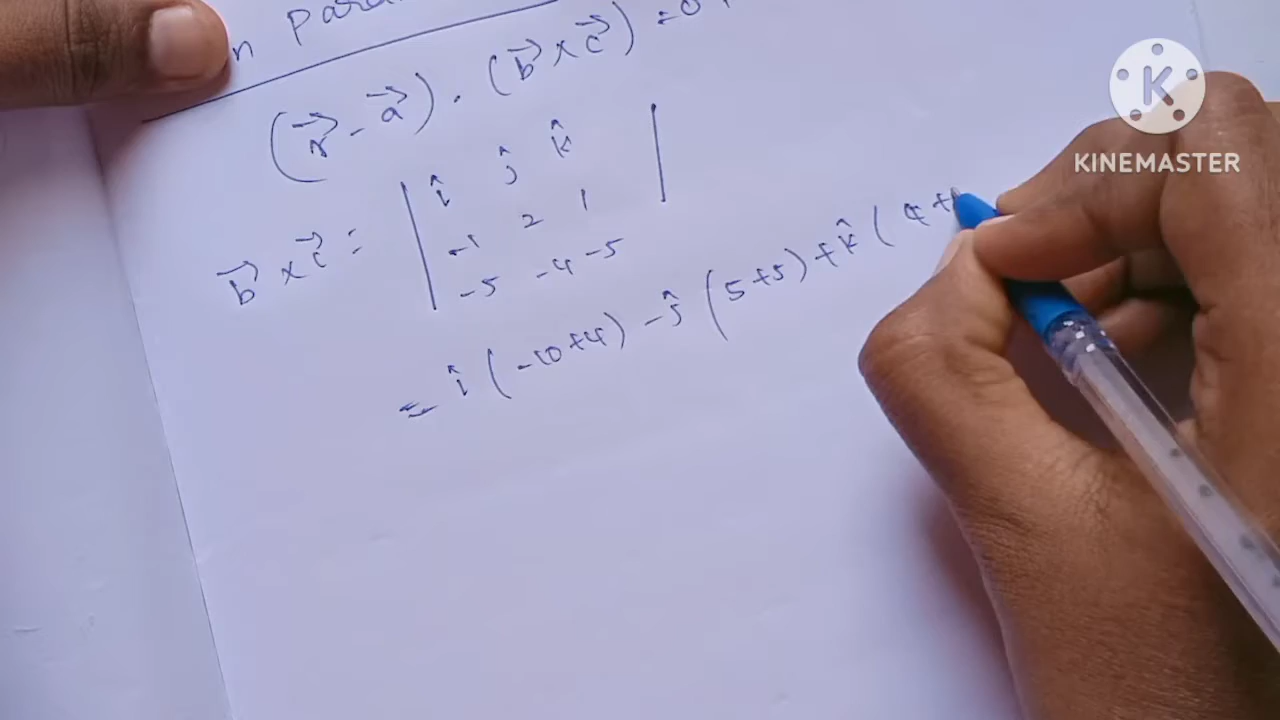 n Para
(r⃗ - a⃗) . (b⃗ x c⃗) = 0
b⃗ x c⃗ = | î ĵ k̂ |
-1 2 1
-5 -4 -5
= î (-10+4) - ĵ (5+5) + k̂ (4+
K
KINEMASTER